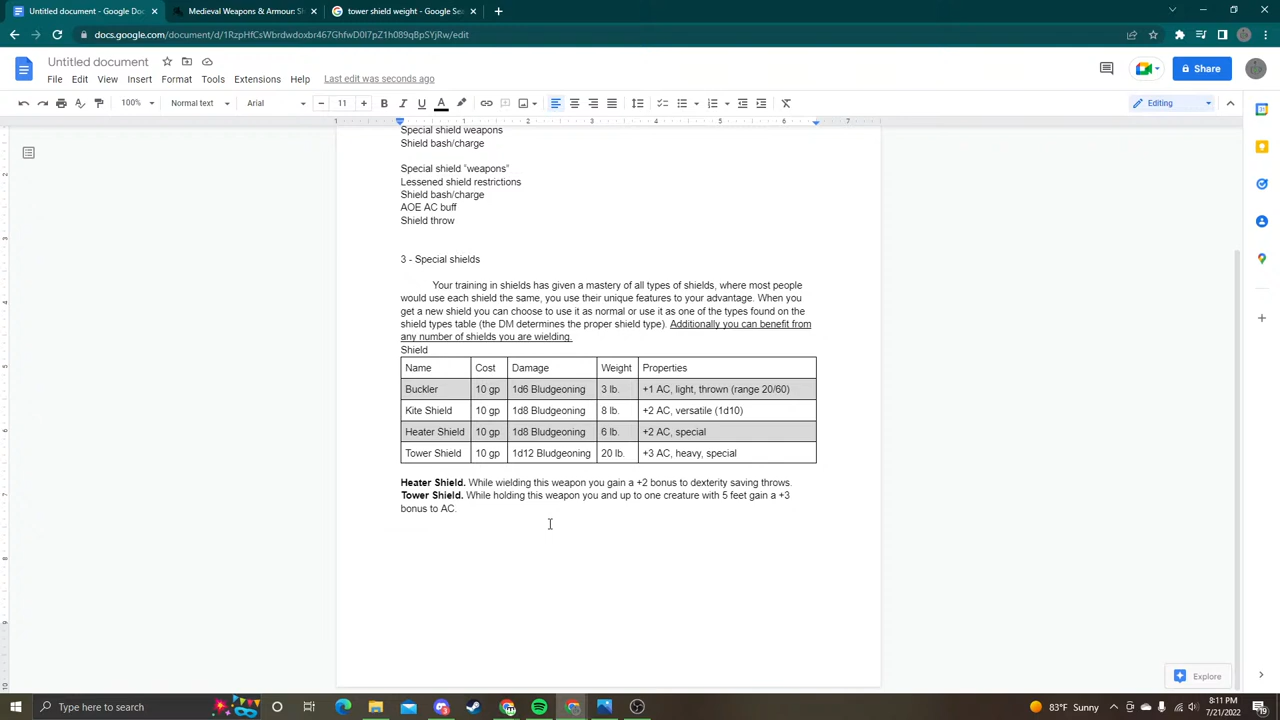 Untitled document - Google Doc
Medieval Weapons & Armour: Sh
tower shield weight - Google Sea
docs.google.com/document/d/1RzpHfCsWbrdwdoxbr467GhfwD0I7pZ1h089qBpSYjRo/edit
Untitled document
File Edit View Insert Format Tools Extensions Help Last edit was seconds ago
Share
100% Normal text Arial 11 Editing
1 1 2 3 4 5 6 7
Special shield weapons
Shield bash/charge
Special shield "weapons"
Lessened shield restrictions
Shield bash/charge
AOE AC buff
Shield throw
3 - Special shields
Your training in shields has given a mastery of all types of shields, where most people
would use each shield the same, you use their unique features to your advantage. When you
get a new shield you can choose to use it as normal or use it as one of the types found on the
shield types table (the DM determines the proper shield type). Additionally you can benefit from
any number of shields you are wielding.
Shield
Name Cost Damage Weight Properties
Buckler 10 gp 1d6 Bludgeoning 3 lb. +1 AC, light, thrown (range 20/60)
Kite Shield 10 gp 1d8 Bludgeoning 8 lb. +2 AC, versatile (1d10)
Heater Shield 10 gp 1d8 Bludgeoning 6 lb. +2 AC, special
Tower Shield 10 gp 1d12 Bludgeoning 20 lb. +3 AC, heavy, special
Heater Shield. While wielding this weapon you gain a +2 bonus to dexterity saving throws.
Tower Shield. While holding this weapon you and up to one creature with 5 feet gain a +3
bonus to AC.
Explore
Type here to search
83°F Sunny
8:11 PM
7/21/2022